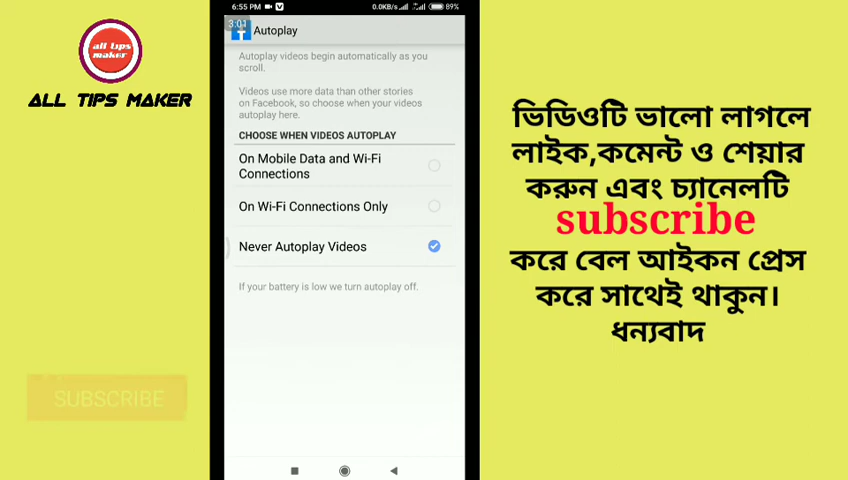 6:55 PM
0.0KB/s
89%
3:01
Autoplay
Autoplay videos begin automatically as you
scroll.
Videos use more data than other stories
on Facebook, so choose when your videos
autoplay here.
CHOOSE WHEN VIDEOS AUTOPLAY
On Mobile Data and Wi-Fi
Connections
On Wi-Fi Connections Only
Never Autoplay Videos
If your battery is low we turn autoplay off.
all tips
maker
ALL TIPS MAKER
SUBSCRIBE
ভিডিওটি ভালো লাগলে
লাইক,কমেন্ট ও শেয়ার
করুন এবং চ্যানেলটি
subscribe
করে বেল আইকন প্রেস
করে সাথেই থাকুন।
ধন্যবাদ